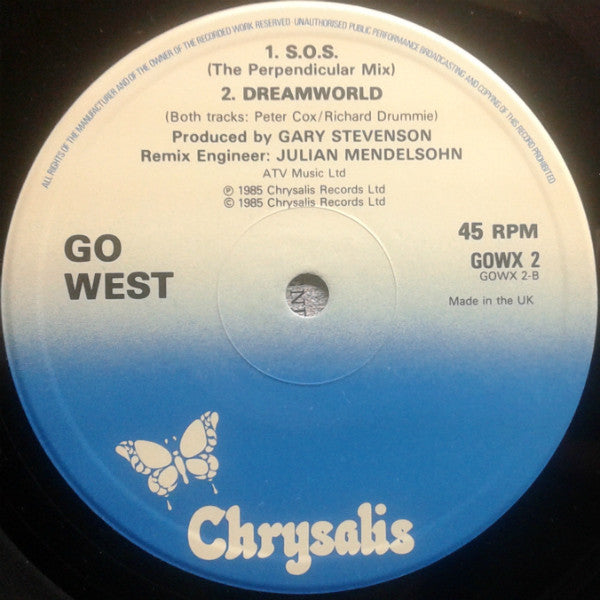 ALL RIGHTS OF THE MANUFACTURER AND OF THE OWNER OF THE RECORDED WORK RESERVED · UNAUTHORISED PUBLIC PERFORMANCE BROADCASTING AND COPYING OF THIS RECORD PROHIBITED
1. S.O.S.
(The Perpendicular Mix)
2. DREAMWORLD
(Both tracks: Peter Cox/Richard Drummie)
Produced by GARY STEVENSON
Remix Engineer: JULIAN MENDELSOHN
ATV Music Ltd
℗ 1985 Chrysalis Records Ltd
© 1985 Chrysalis Records Ltd
GO
WEST
45 RPM
GOWX 2
GOWX 2-B
Made in the UK
Chrysalis